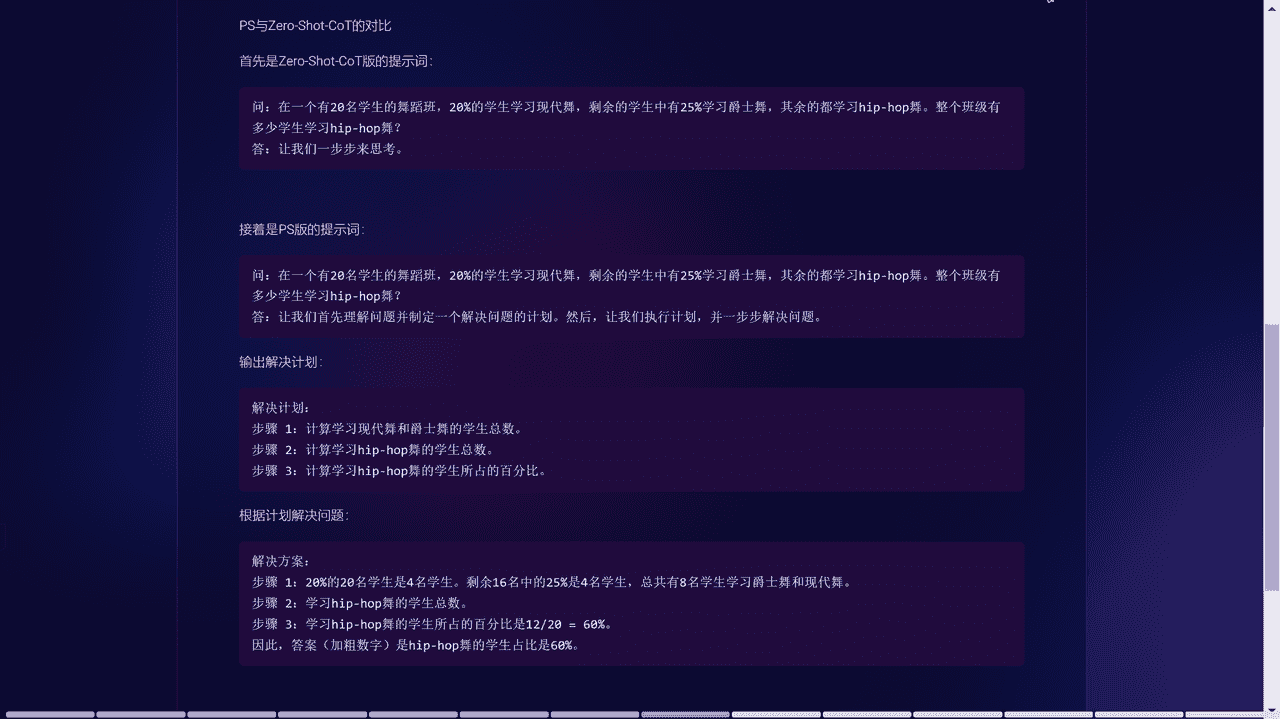 PS与Zero-Shot-CoT的对比
首先是Zero-Shot-CoT版的提示词:
问: 在一个有20名学生的舞蹈班，20%的学生学习现代舞，剩余的学生中有25%学习爵士舞，其余的都学习hip-hop舞。整个班级有
多少学生学习hip-hop舞?
答: 让我们一步步来思考。
接着是PS版的提示词:
问: 在一个有20名学生的舞蹈班，20%的学生学习现代舞，剩余的学生中有25%学习爵士舞，其余的都学习hip-hop舞。整个班级有
多少学生学习hip-hop舞?
答: 让我们首先理解问题并制定一个解决问题的计划。然后，让我们执行计划，并一步步解决问题。
输出解决计划:
解决计划:
步骤 1: 计算学习现代舞和爵士舞的学生总数。
步骤 2: 计算学习hip-hop舞的学生总数。
步骤 3: 计算学习hip-hop舞的学生所占的百分比。
根据计划解决问题:
解决方案:
步骤 1: 20%的20名学生是4名学生。剩余16名中的25%是4名学生，总共有8名学生学习爵士舞和现代舞。
步骤 2: 学习hip-hop舞的学生总数。
步骤 3: 学习hip-hop舞的学生所占的百分比是12/20 = 60%。
因此，答案（加粗数字）是hip-hop舞的学生占比是60%。